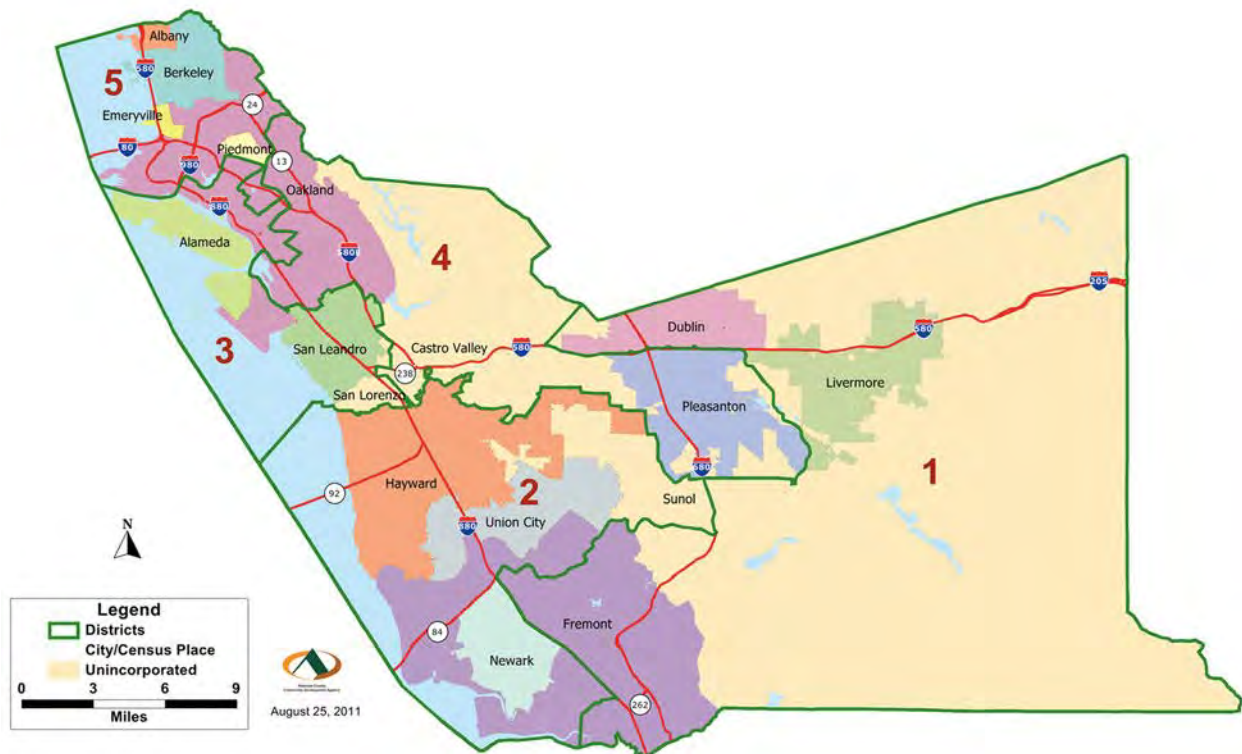 Albany
580
5
Berkeley
Emeryville
24
80
Piedmont
980
13
Oakland
880
Alameda
580
4
205
3
Dublin
580
San Leandro
Castro Valley
580
238
Livermore
San Lorenzo
Pleasanton
680
1
92
Hayward
2
Sunol
880
Union City
N
Legend
Districts
City/Census Place
Unincorporated
0 3 6 9
Miles
84
Fremont
Newark
262
August 25, 2011